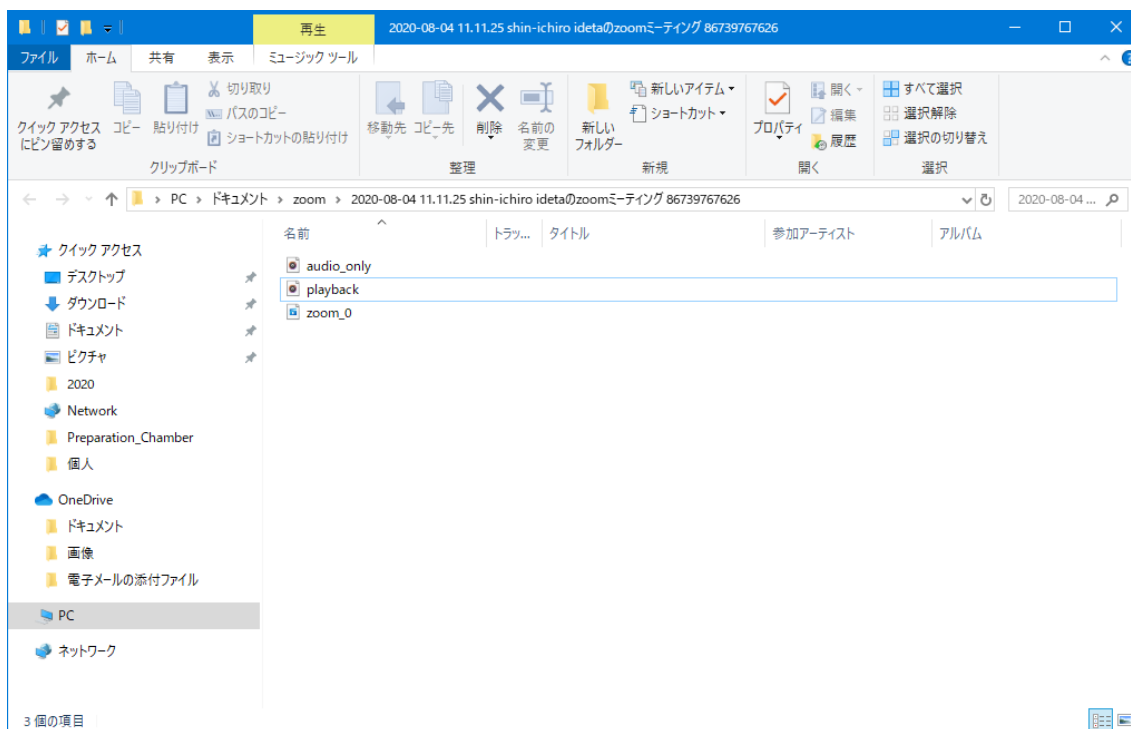 再生
2020-08-04 11.11.25 shin-ichiro idetaのzoomミーティング 86739767626
ファイル ホーム 共有 表示 ミュージック ツール
クイック アクセスにピン留めする
コピー
貼り付け
切り取り
パスのコピー
ショートカットの貼り付け
クリップボード
移動先
コピー先
削除
名前の変更
整理
新しいフォルダー
新しいアイテム
ショートカット
新規
プロパティ
開く
編集
履歴
開く
すべて選択
選択解除
選択の切り替え
選択
PC › ドキュメント › zoom › 2020-08-04 11.11.25 shin-ichiro idetaのzoomミーティング 86739767626
2020-08-04 ...
クイック アクセス
デスクトップ
ダウンロード
ドキュメント
ピクチャ
2020
Network
Preparation_Chamber
個人
OneDrive
ドキュメント
画像
電子メールの添付ファイル
PC
ネットワーク
名前 トラッ... タイトル 参加アーティスト アルバム
audio_only
playback
zoom_0
3 個の項目